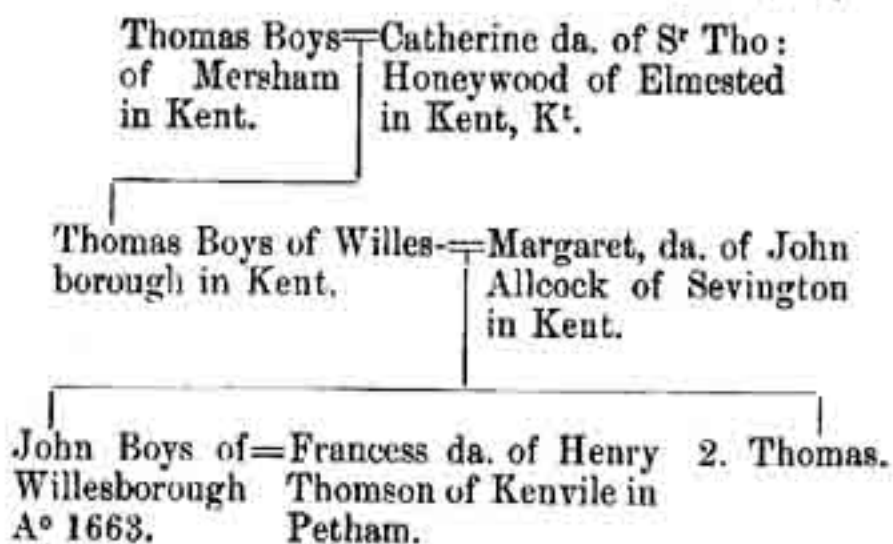 Thomas Boys=Catherine da. of Sʳ Tho:
of Mersham Honeywood of Elmested
in Kent. in Kent, Kᵗ.
Thomas Boys of Willes-=Margaret, da. of John
borough in Kent. Allcock of Sevington
in Kent.
John Boys of=Francess da. of Henry 2. Thomas.
Willesborough Thomson of Kenvile in
Aº 1663. Petham.